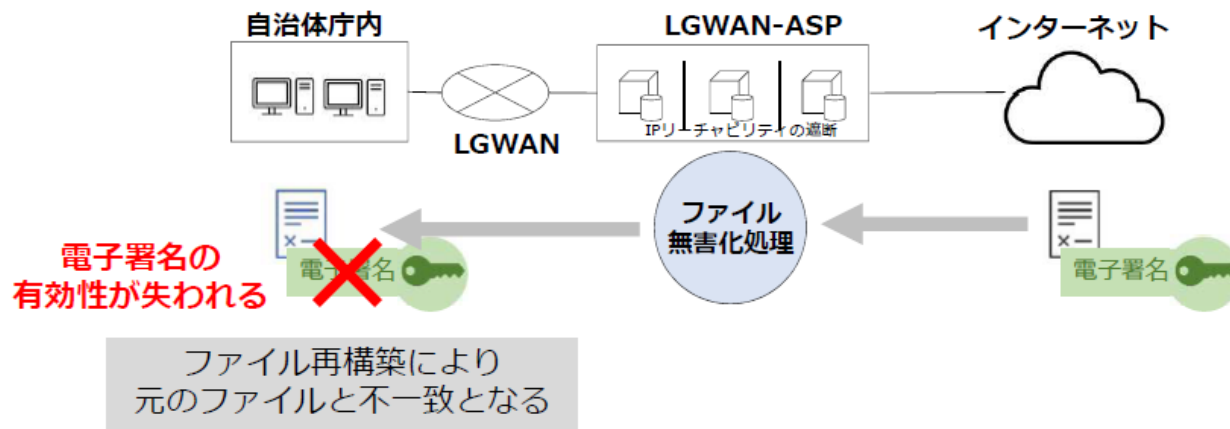 自治体庁内
LGWAN-ASP
インターネット
IPリーチャビリティの遮断
LGWAN
ファイル
無害化処理
電子署名の
有効性が失われる
電子署名
電子署名
ファイル再構築により
元のファイルと不一致となる